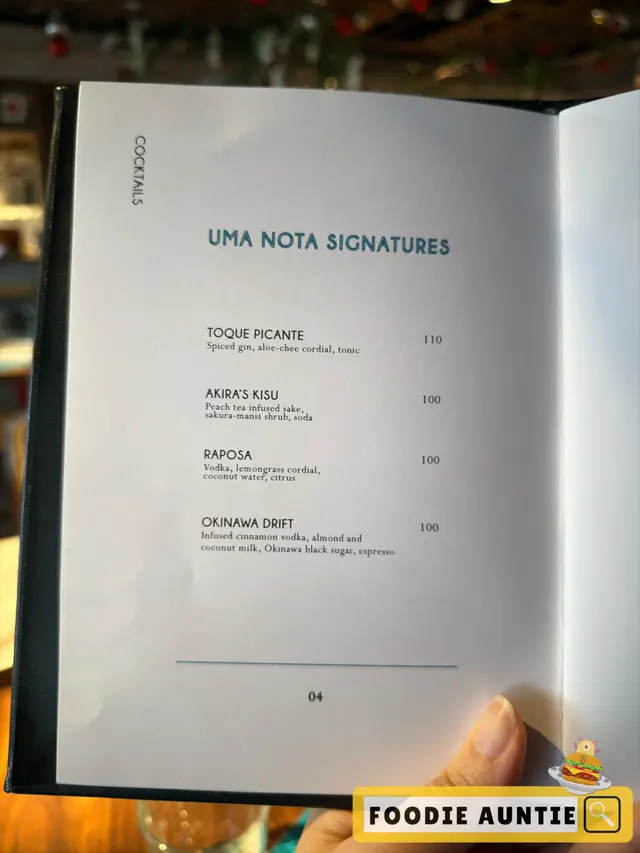 COCKTAILS
UMA NOTA SIGNATURES
TOQUE PICANTE 110
Spiced gin, aloe-chee cordial, tonic
AKIRA'S KISU 100
Peach tea infused sake,
sakura-mansi shrub, soda
RAPOSA 100
Vodka, lemongrass cordial,
coconut water, citrus
OKINAWA DRIFT 100
Infused cinnamon vodka, almond and
coconut milk, Okinawa black sugar, espresso
04
FOODIE AUNTIE